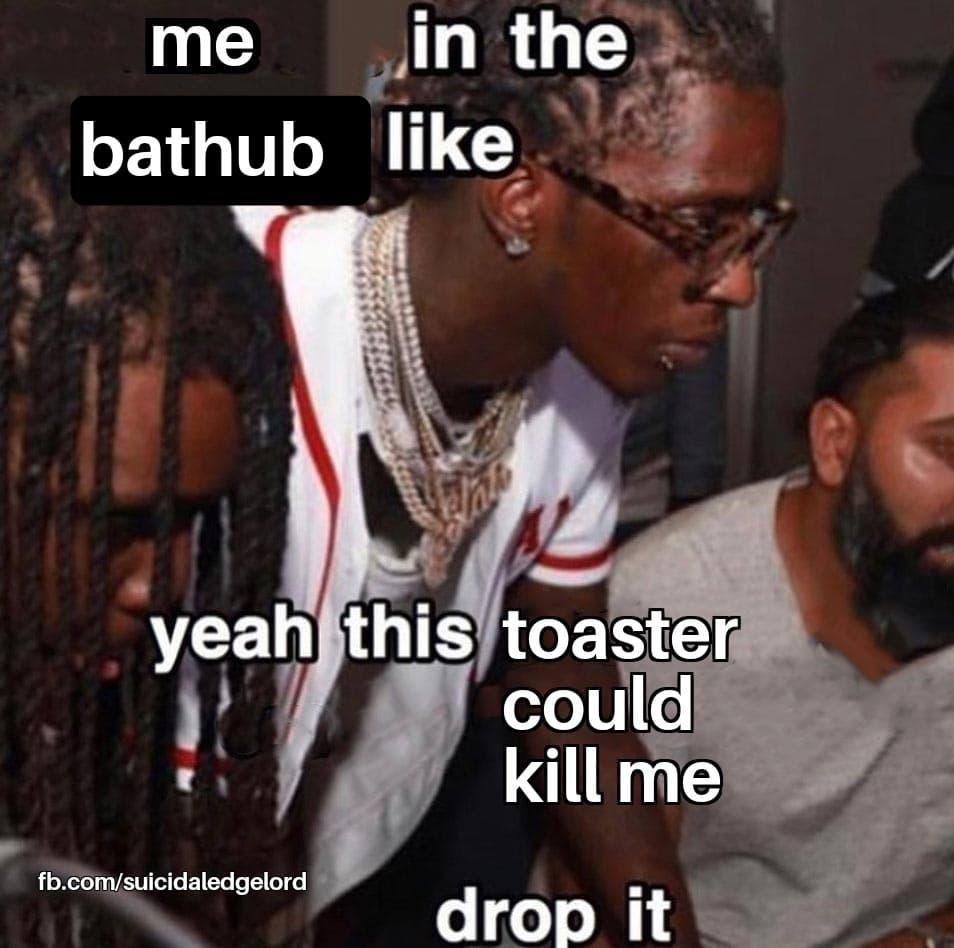 me in the
bathub like
yeah this toaster
could
kill me
fb.com/suicidaledgelord
drop it